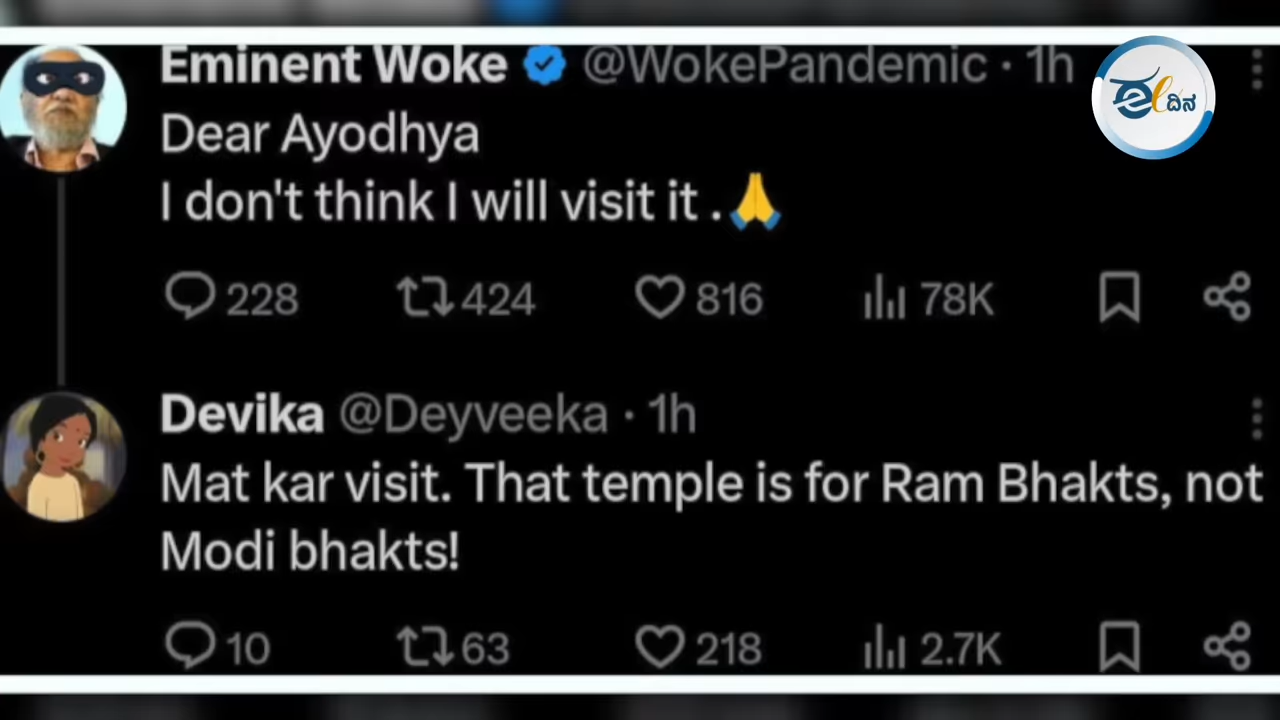 Eminent Woke @WokePandemic · 1h
Dear Ayodhya
I don't think I will visit it .🙏
228 424 816 78K
Devika @Deyveeka · 1h
Mat kar visit. That temple is for Ram Bhakts, not
Modi bhakts!
10 63 218 2.7K
ದಿನ